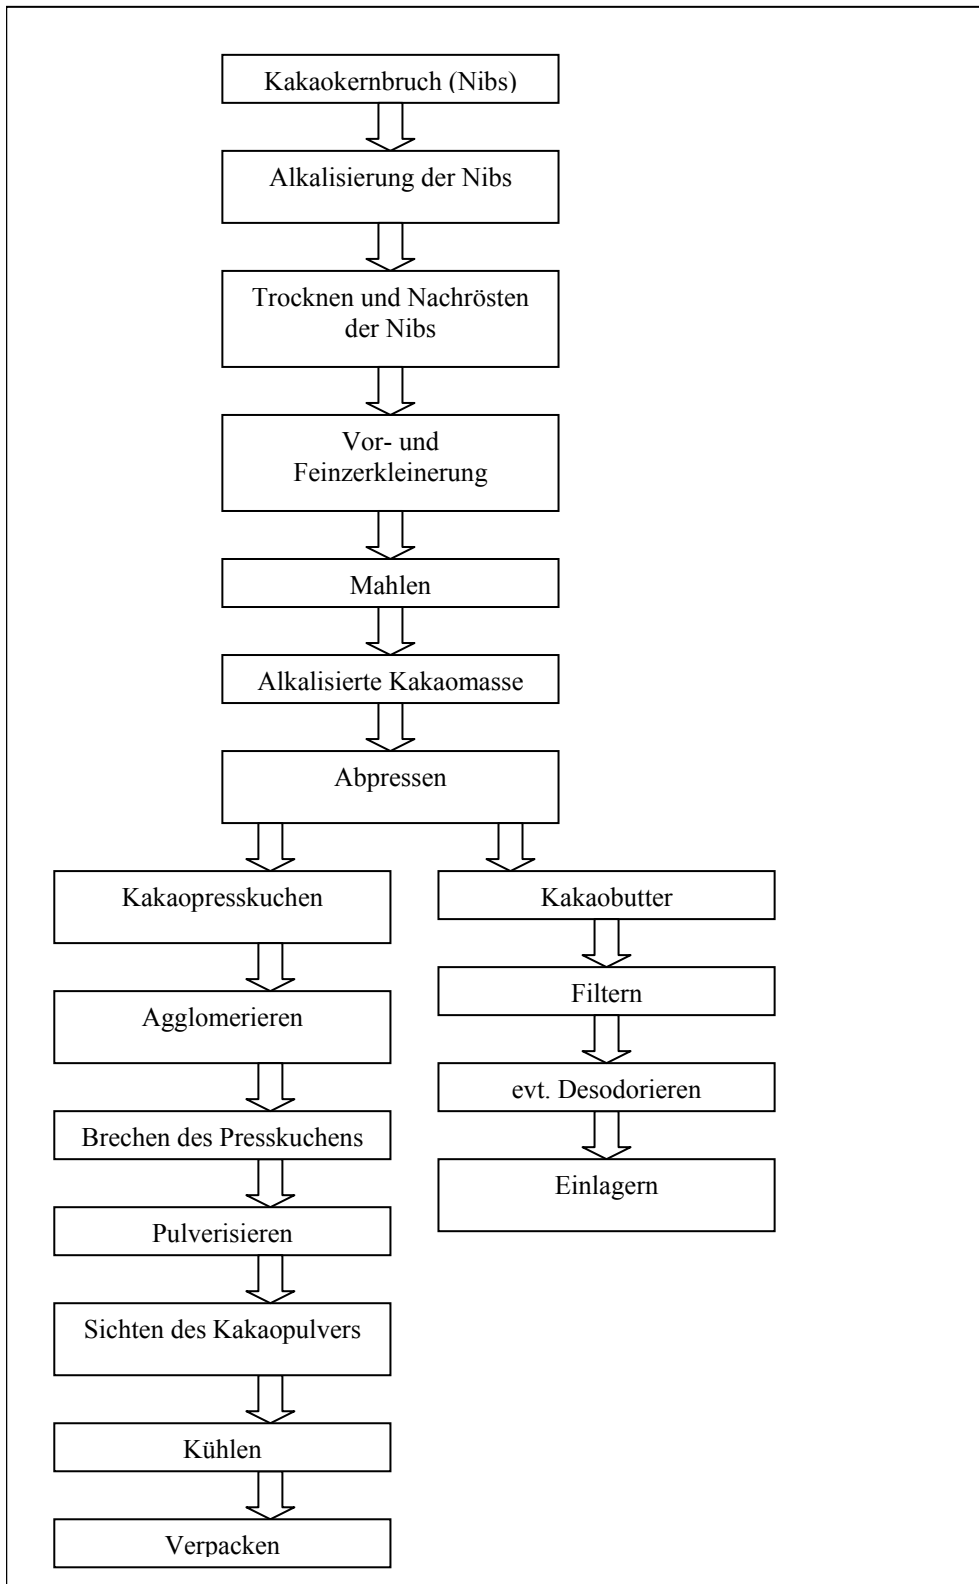 Kakaokernbruch (Nibs)
Alkalisierung der Nibs
Trocknen und Nachrösten
der Nibs
Vor- und
Feinzerkleinerung
Mahlen
Alkalisierte Kakaomasse
Abpressen
Kakaopresskuchen
Agglomerieren
Brechen des Presskuchens
Pulverisieren
Sichten des Kakaopulvers
Kühlen
Verpacken
Kakaobutter
Filtern
evt. Desodorieren
Einlagern